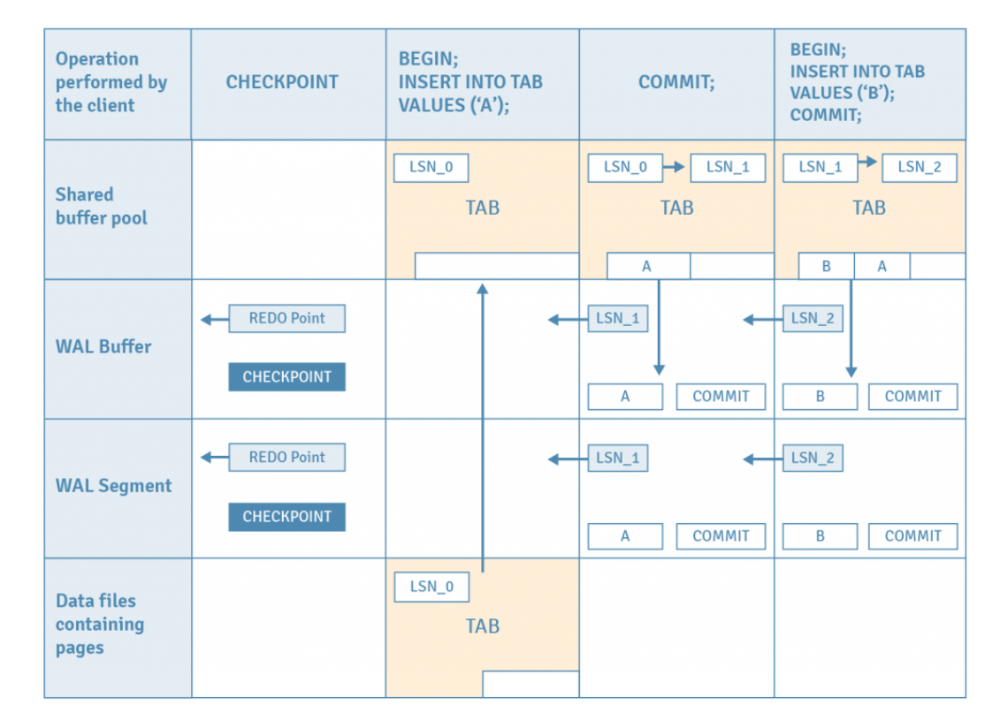 Operation
performed by
the client
CHECKPOINT
BEGIN;
INSERT INTO TAB
VALUES (‘A’);
COMMIT;
BEGIN;
INSERT INTO TAB
VALUES (‘B’);
COMMIT;
Shared
buffer pool
LSN_0
TAB
LSN_0
LSN_1
TAB
A
LSN_1
LSN_2
TAB
B
A
WAL Buffer
REDO Point
CHECKPOINT
LSN_1
A
COMMIT
LSN_2
B
COMMIT
WAL Segment
REDO Point
CHECKPOINT
LSN_1
A
COMMIT
LSN_2
B
COMMIT
Data files
containing
pages
LSN_0
TAB